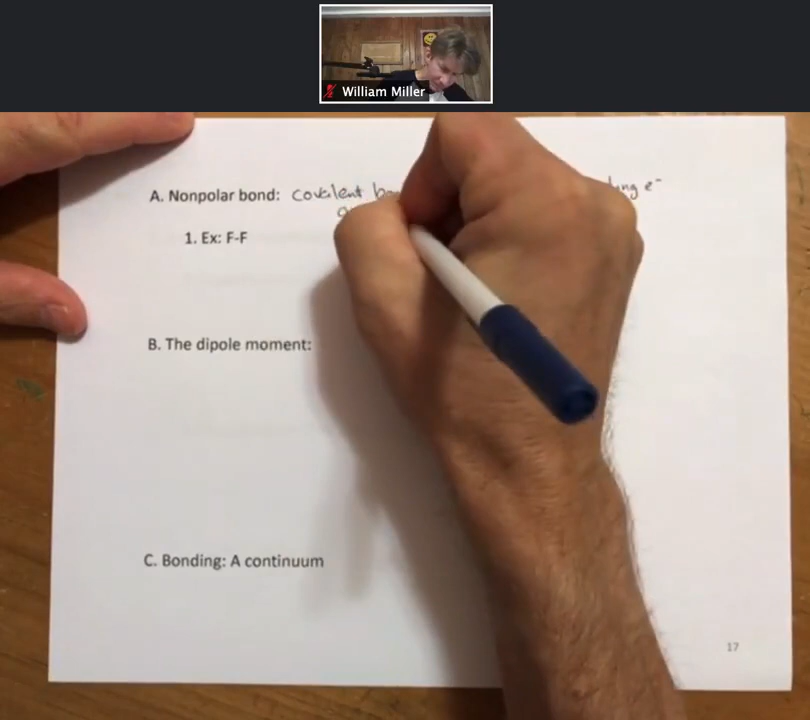 William Miller
A. Nonpolar bond: covalent e⁻
1. Ex: F-F
B. The dipole moment:
C. Bonding: A continuum
17